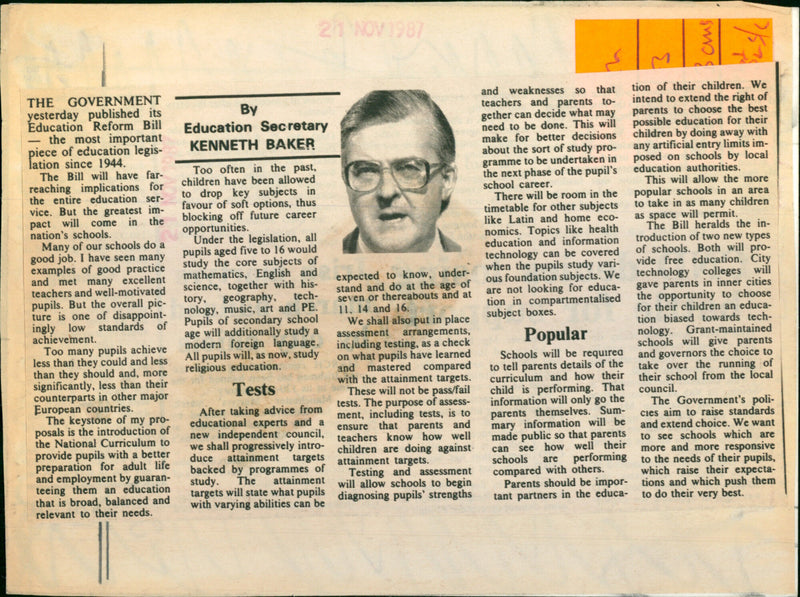 21 NOV 1987
THE GOVERNMENT
yesterday published its
Education Reform Bill
— the most important
piece of education legis-
lation since 1944.
The Bill will have far-
reaching implications for
the entire education ser-
vice. But the greatest im-
pact will come in the
nation's schools.
Many of our schools do a
good job. I have seen many
examples of good practice
and met many excellent
teachers and well-motivated
pupils. But the overall pic-
ture is one of disappoint-
ingly low standards of
achievement.
Too many pupils achieve
less than they could and less
than they should and, more
significantly, less than their
counterparts in other major
European countries.
The keystone of my pro-
posals is the introduction of
the National Curriculum to
provide pupils with a better
preparation for adult life
and employment by guaran-
teeing them an education
that is broad, balanced and
relevant to their needs.
By
Education Secretary
KENNETH BAKER
Too often in the past,
children have been allowed
to drop key subjects in
favour of soft options, thus
blocking off future career
opportunities.
Under the legislation, all
pupils aged five to 16 would
study the core subjects of
mathematics, English and
science, together with his-
tory, geography, tech-
nology, music, art and PE.
Pupils of secondary school
age will additionally study a
modern foreign language.
All pupils will, as now, study
religious education.
Tests
After taking advice from
educational experts and a
new independent council,
we shall progressively intro-
duce attainment targets
backed by programmes of
study. The attainment
targets will state what pupils
with varying abilities can be
expected to know, under-
stand and do at the age of
seven or thereabouts and at
11, 14 and 16.
We shall also put in place
assessment arrangements,
including testing, as a check
on what pupils have learned
and mastered compared
with the attainment targets.
These will not be pass/fail
tests. The purpose of assess-
ment, including tests, is to
ensure that parents and
teachers know how well
children are doing against
attainment targets.
Testing and assessment
will allow schools to begin
diagnosing pupils' strengths
and weaknesses so that
teachers and parents to-
gether can decide what may
need to be done. This will
make for better decisions
about the sort of study pro-
gramme to be undertaken in
the next phase of the pupil's
school career.
There will be room in the
timetable for other subjects
like Latin and home eco-
nomics. Topics like health
education and information
technology can be covered
when the pupils study vari-
ous foundation subjects. We
are not looking for educa-
tion in compartmentalised
subject boxes.
Popular
Schools will be required
to tell parents details of the
curriculum and how their
child is performing. That
information will only go the
parents themselves. Sum-
mary information will be
made public so that parents
can see how well their
schools are performing
compared with others.
Parents should be impor-
tant partners in the educa-
tion of their children. We
intend to extend the right of
parents to choose the best
possible education for their
children by doing away with
any artificial entry limits im-
posed on schools by local
education authorities.
This will allow the more
popular schools in an area
to take in as many children
as space will permit.
The Bill heralds the in-
troduction of two new types
of schools. Both will pro-
vide free education. City
technology colleges will
gave parents in inner cities
the opportunity to choose
for their children an educa-
tion biased towards tech-
nology. Grant-maintained
schools will give parents
and governors the choice to
take over the running of
their school from the local
council.
The Government's poli-
cies aim to raise standards
and extend choice. We want
to see schools which are
more and more responsive
to the needs of their pupils,
which raise their expecta-
tions and which push them
to do their very best.